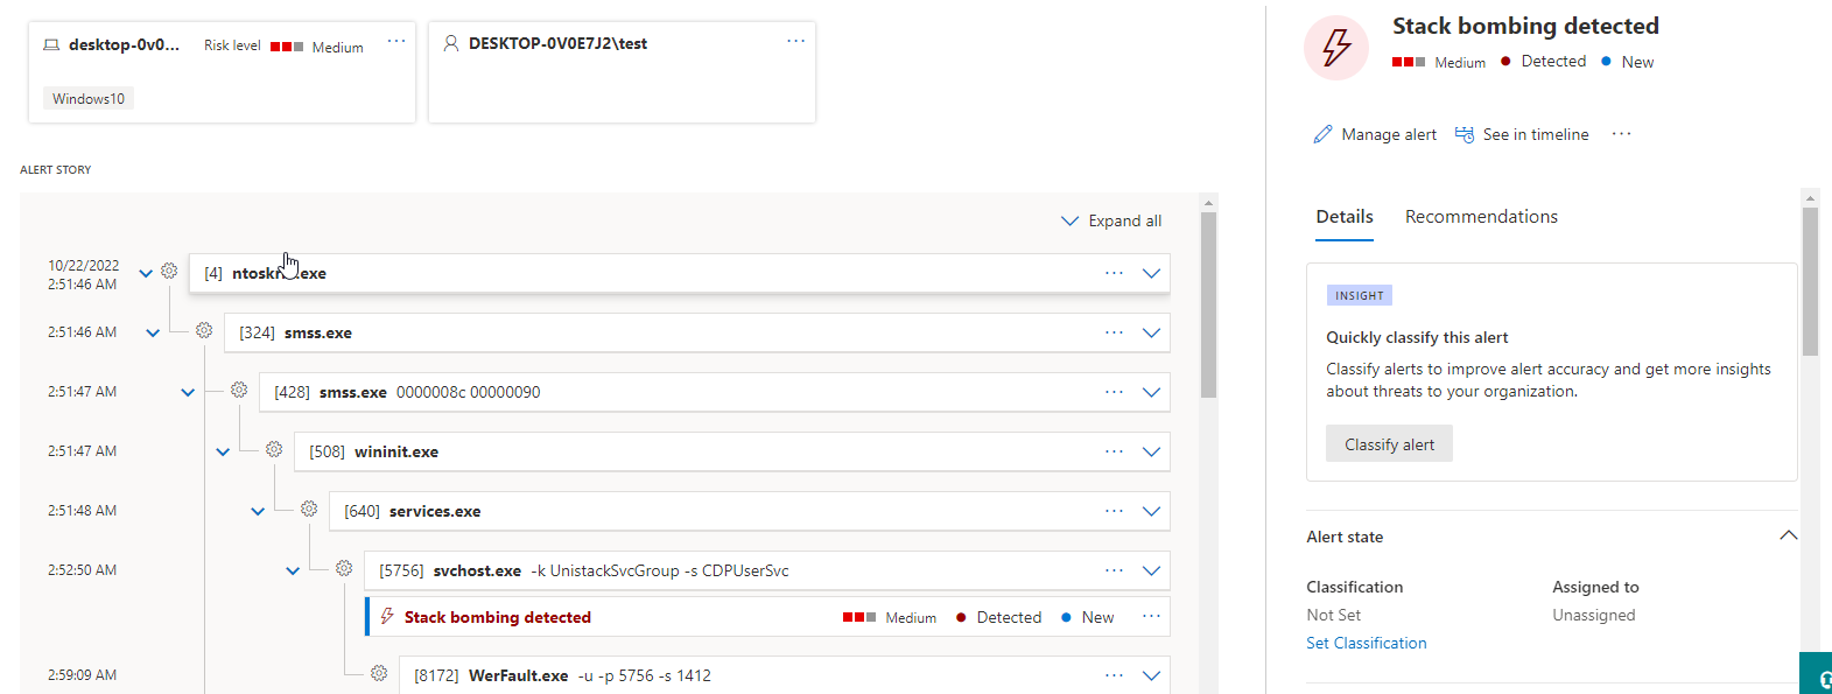 desktop-0v0... Risk level Medium ...
Windows10
DESKTOP-0V0E7J2\test ...
ALERT STORY
Expand all
10/22/2022
2:51:46 AM
[4] .exe ...
2:51:46 AM [324] smss.exe ...
2:51:47 AM [428] smss.exe 0000008c 00000090 ...
2:51:47 AM [508] wininit.exe ...
2:51:48 AM [640] services.exe ...
2:52:50 AM [5756] svchost.exe -k UnistackSvcGroup -s CDPUserSvc ...
Stack bombing detected Medium Detected New ...
2:59:09 AM [8172] WerFault.exe -u -p 5756 -s 1412 ...
Stack bombing detected
Medium Detected New
Manage alert See in timeline ...
Details Recommendations
INSIGHT
Quickly classify this alert
Classify alerts to improve alert accuracy and get more insights
about threats to your organization.
Classify alert
Alert state
Classification Assigned to
Not Set Unassigned
Set Classification